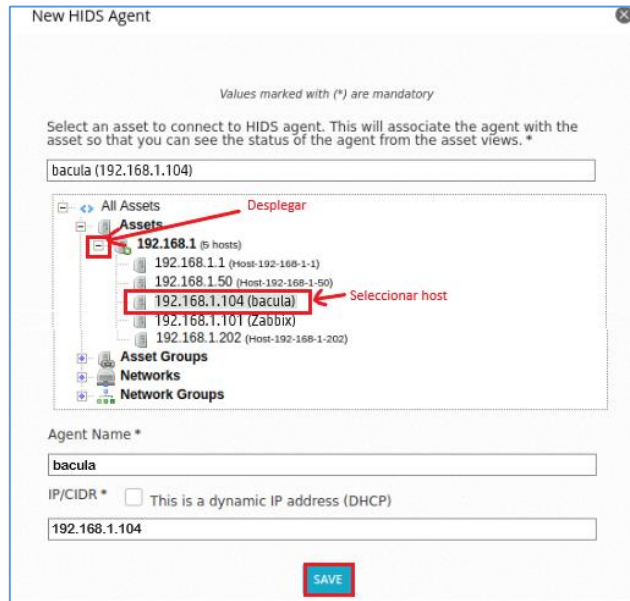 New HIDS Agent
Values marked with (*) are mandatory
Select an asset to connect to HIDS agent. This will associate the agent with the
asset so that you can see the status of the agent from the asset views. *
bacula (192.168.1.104)
All Assets
Desplegar
Assets
192.168.1 (5 hosts)
192.168.1.1 (Host-192-168-1-1)
192.168.1.50 (Host-192-168-1-50)
192.168.1.104 (bacula)
Seleccionar host
192.168.1.101 (Zabbix)
192.168.1.202 (Host-192-168-1-202)
Asset Groups
Networks
Network Groups
Agent Name *
bacula
IP/CIDR * This is a dynamic IP address (DHCP)
192.168.1.104
SAVE